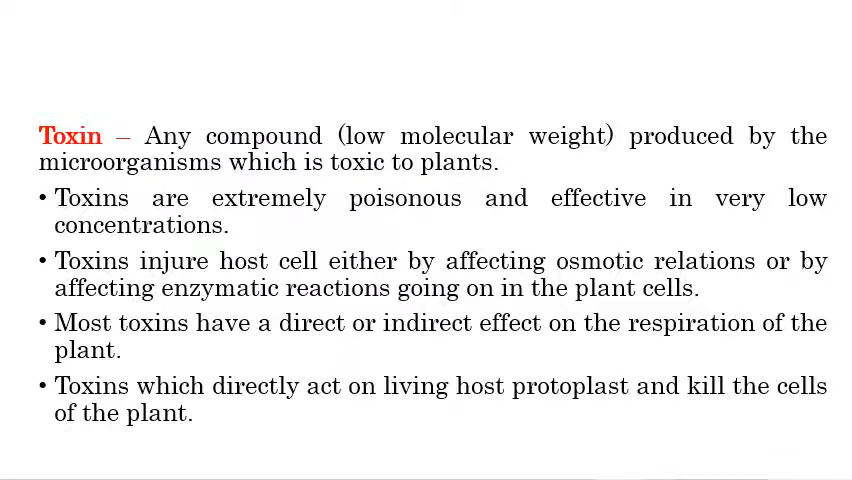 Toxin – Any compound (low molecular weight) produced by the
microorganisms which is toxic to plants.
• Toxins are extremely poisonous and effective in very low
concentrations.
• Toxins injure host cell either by affecting osmotic relations or by
affecting enzymatic reactions going on in the plant cells.
• Most toxins have a direct or indirect effect on the respiration of the
plant.
• Toxins which directly act on living host protoplast and kill the cells
of the plant.